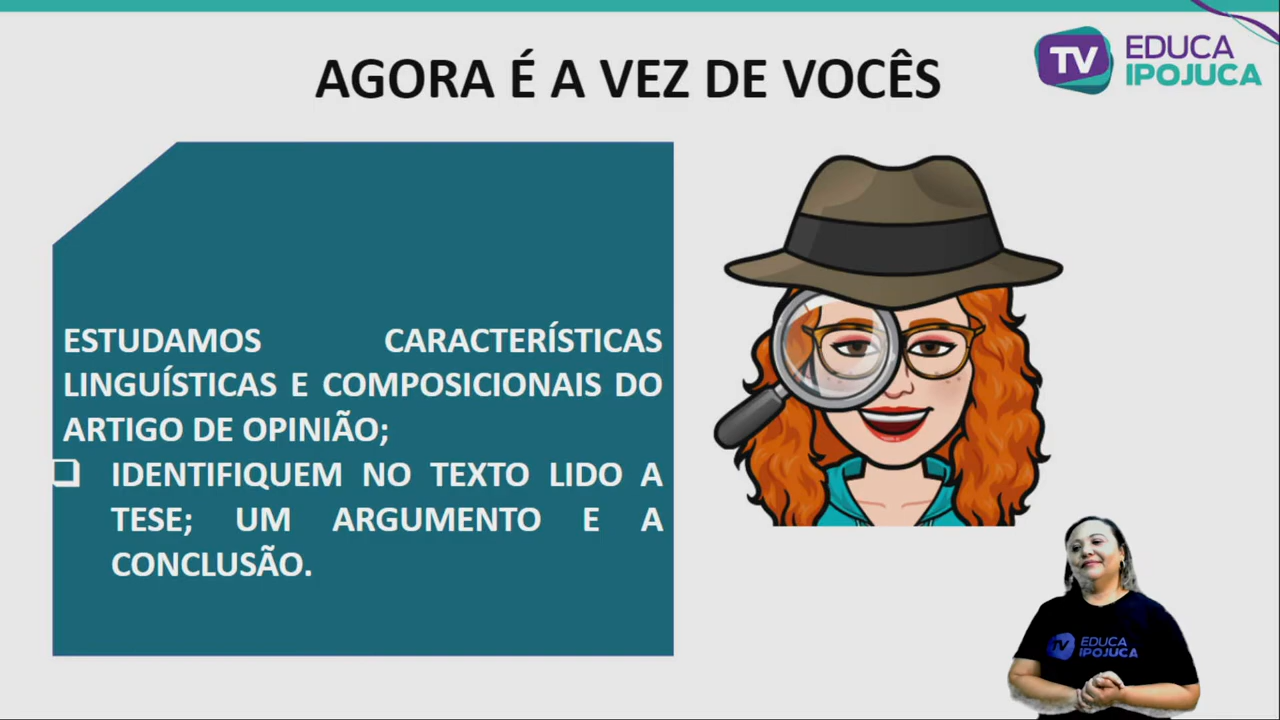 AGORA É A VEZ DE VOCÊS
TV EDUCA
IPOJUCA
ESTUDAMOS CARACTERÍSTICAS
LINGUÍSTICAS E COMPOSICIONAIS DO
ARTIGO DE OPINIÃO;
IDENTIFIQUEM NO TEXTO LIDO A
TESE; UM ARGUMENTO E A
CONCLUSÃO.
TV EDUCA
IPOJUCA